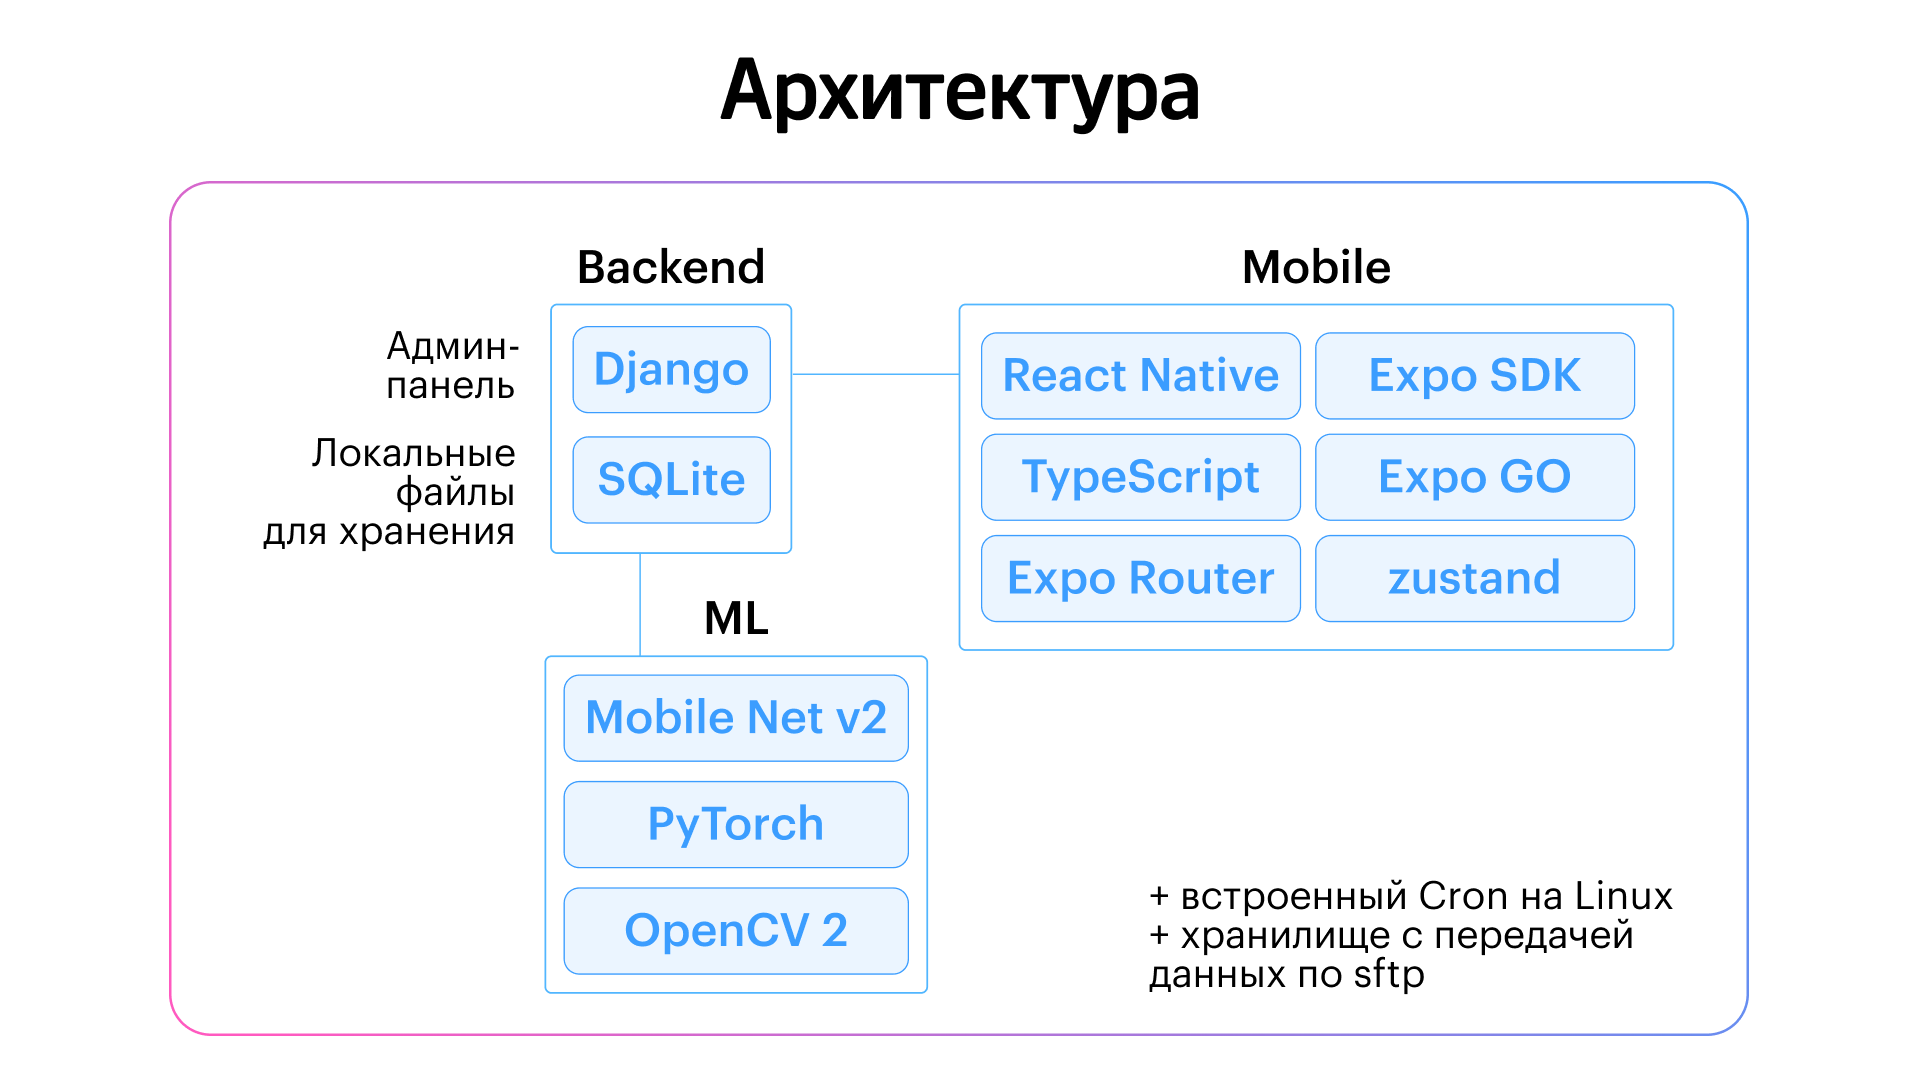 Архитектура
Backend
Админ-
панель
Django
Локальные
файлы
для хранения
SQLite
Mobile
React Native
Expo SDK
TypeScript
Expo GO
Expo Router
zustand
ML
Mobile Net v2
PyTorch
OpenCV 2
+ встроенный Cron на Linux
+ хранилище с передачей
данных по sftp